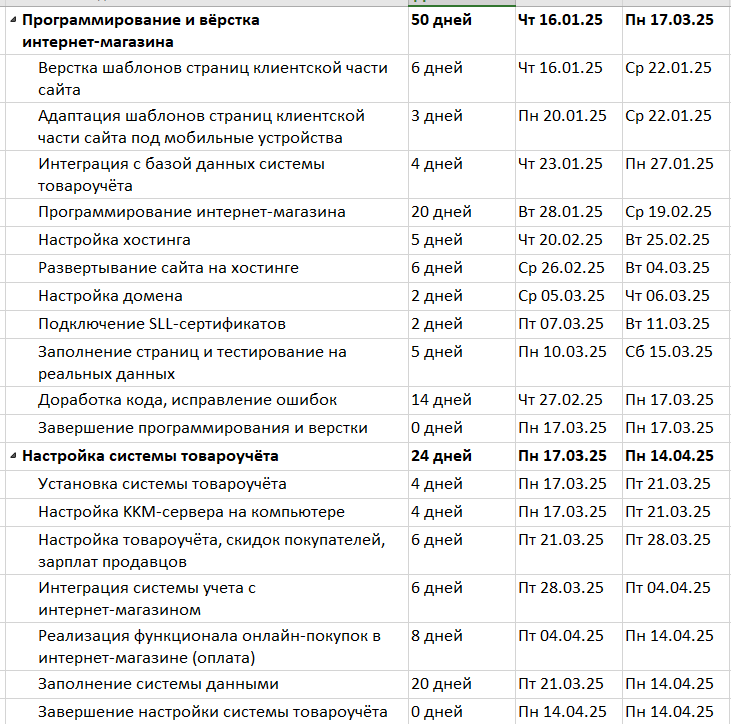 Программирование и вёрстка 50 дней Чт 16.01.25 Пн 17.03.25
интернет-магазина
Верстка шаблонов страниц клиентской части 6 дней Чт 16.01.25 Ср 22.01.25
сайта
Адаптация шаблонов страниц клиентской 3 дней Пн 20.01.25 Ср 22.01.25
части сайта под мобильные устройства
Интеграция с базой данных системы 4 дней Чт 23.01.25 Пн 27.01.25
товароучёта
Программирование интернет-магазина 20 дней Вт 28.01.25 Ср 19.02.25
Настройка хостинга 5 дней Чт 20.02.25 Вт 25.02.25
Развертывание сайта на хостинге 6 дней Ср 26.02.25 Вт 04.03.25
Настройка домена 2 дней Ср 05.03.25 Чт 06.03.25
Подключение SLL-сертификатов 2 дней Пт 07.03.25 Вт 11.03.25
Заполнение страниц и тестирование на 5 дней Пн 10.03.25 Сб 15.03.25
реальных данных
Доработка кода, исправление ошибок 14 дней Чт 27.02.25 Пн 17.03.25
Завершение программирования и верстки 0 дней Пн 17.03.25 Пн 17.03.25
Настройка системы товароучёта 24 дней Пн 17.03.25 Пн 14.04.25
Установка системы товароучёта 4 дней Пн 17.03.25 Пт 21.03.25
Настройка ККМ-сервера на компьютере 4 дней Пн 17.03.25 Пт 21.03.25
Настройка товароучёта, скидок покупателей, 6 дней Пт 21.03.25 Пт 28.03.25
зарплат продавцов
Интеграция системы учета с 6 дней Пт 28.03.25 Пт 04.04.25
интернет-магазином
Реализация функционала онлайн-покупок в 8 дней Пт 04.04.25 Пн 14.04.25
интернет-магазине (оплата)
Заполнение системы данными 20 дней Пт 21.03.25 Пн 14.04.25
Завершение настройки системы товароучёта 0 дней Пн 14.04.25 Пн 14.04.25